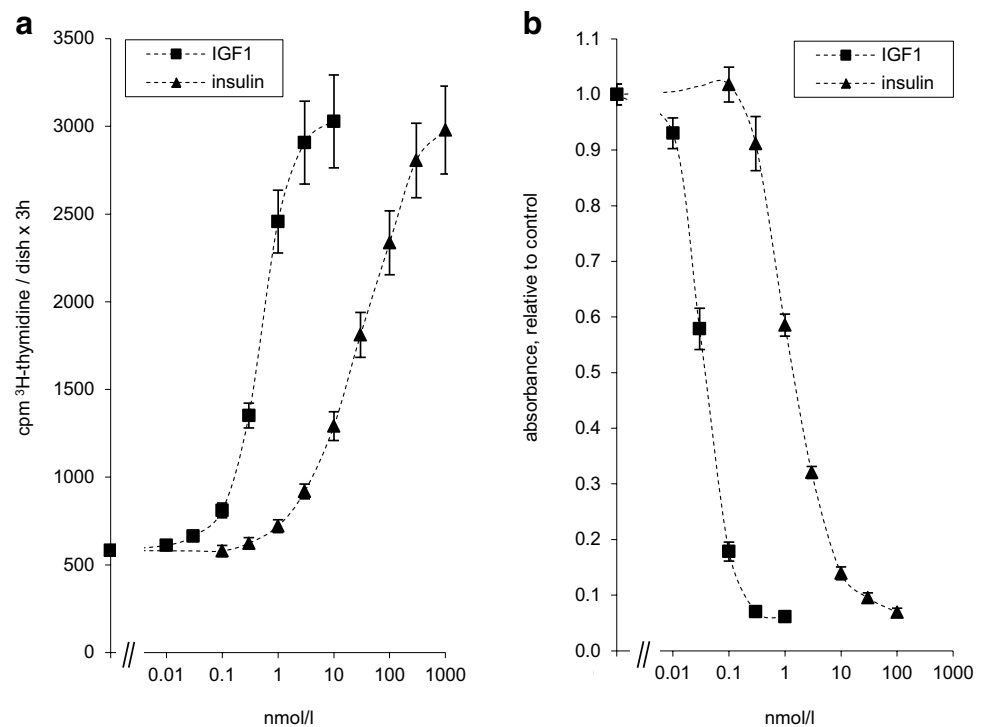 a
3500
3000
2500
2000
1500
1000
500
0
cpm ³H-thymidine / dish x 3h
IGF1
insulin
//
0.01 0.1 1 10 100 1000
nmol/l
b
1.1
1.0
0.9
0.8
0.7
0.6
0.5
0.4
0.3
0.2
0.1
0.0
absorbance, relative to control
IGF1
insulin
//
0.01 0.1 1 10 100 1000
nmol/l